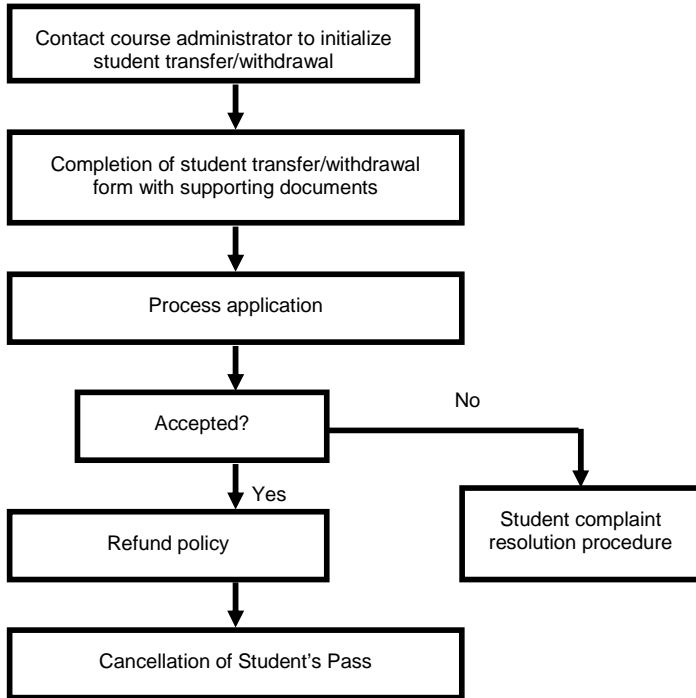 Contact course administrator to initialize
student transfer/withdrawal
Completion of student transfer/withdrawal
form with supporting documents
Process application
Accepted?
No
Yes
Refund policy
Student complaint
resolution procedure
Cancellation of Student’s Pass